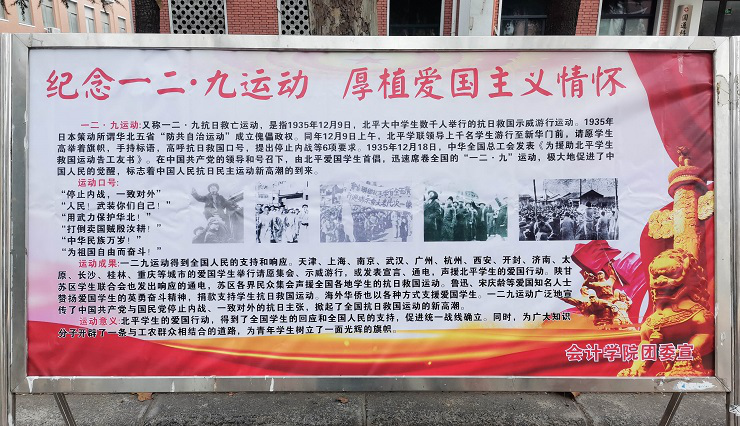 纪念一二·九运动 厚植爱国主义情怀
一二·九运动:又称一二·九抗日救亡运动，是指1935年12月9日，北平大中学生数千人举行的抗日救国示威游行运动。1935年
日本策动所谓华北五省“防共自治运动”成立傀儡政权。同年12月9日上午，北平学联领导上千名学生游行至新华门前，请愿学生
高举着旗帜，手持标语，高呼抗日救国口号，提出停止内战等6项要求。1935年12月18日，中华全国总工会发表《为援助北平学生
救国运动告工友书》。在中国共产党的领导和号召下，由北平爱国学生首倡，迅速席卷全国的“一二·九”运动，极大地促进了中
国人民的觉醒，标志着中国人民抗日民主运动新高潮的到来。
运动口号:
“停止内战，一致对外”
“人民！武装你们自己！”
“用武力保护华北！”
“打倒卖国贼殷汝耕！”
“中华民族万岁！”
“为祖国自由而奋斗！”
运动成果:一二九运动得到全国人民的支持和响应。天津、上海、南京、武汉、广州、杭州、西安、开封、济南、太
原、长沙、桂林、重庆等城市的爱国学生举行请愿集会、示威游行，或发表宣言、通电，声援北平学生的爱国行动。陕甘
苏区学生联合会也发出响应的通电，苏区各界民众集会声援全国各地学生的抗日救国运动。鲁迅、宋庆龄等爱国知名人士
赞扬爱国学生的英勇奋斗精神，捐款支持学生抗日救国运动。海外华侨也以各种方式支援爱国学生。一二九运动广泛地宣
传了中国共产党与国民党停止内战、一致对外的抗日主张，掀起了全国抗日救国运动的新高潮。
运动意义:北平学生的爱国行动，得到了全国学生的回应和全国人民的支持，促进统一战线确立。同时，为广大知识
分子开辟了一条与工农群众相结合的道路，为青年学生树立了一面光辉的旗帜。
会计学院团委宣